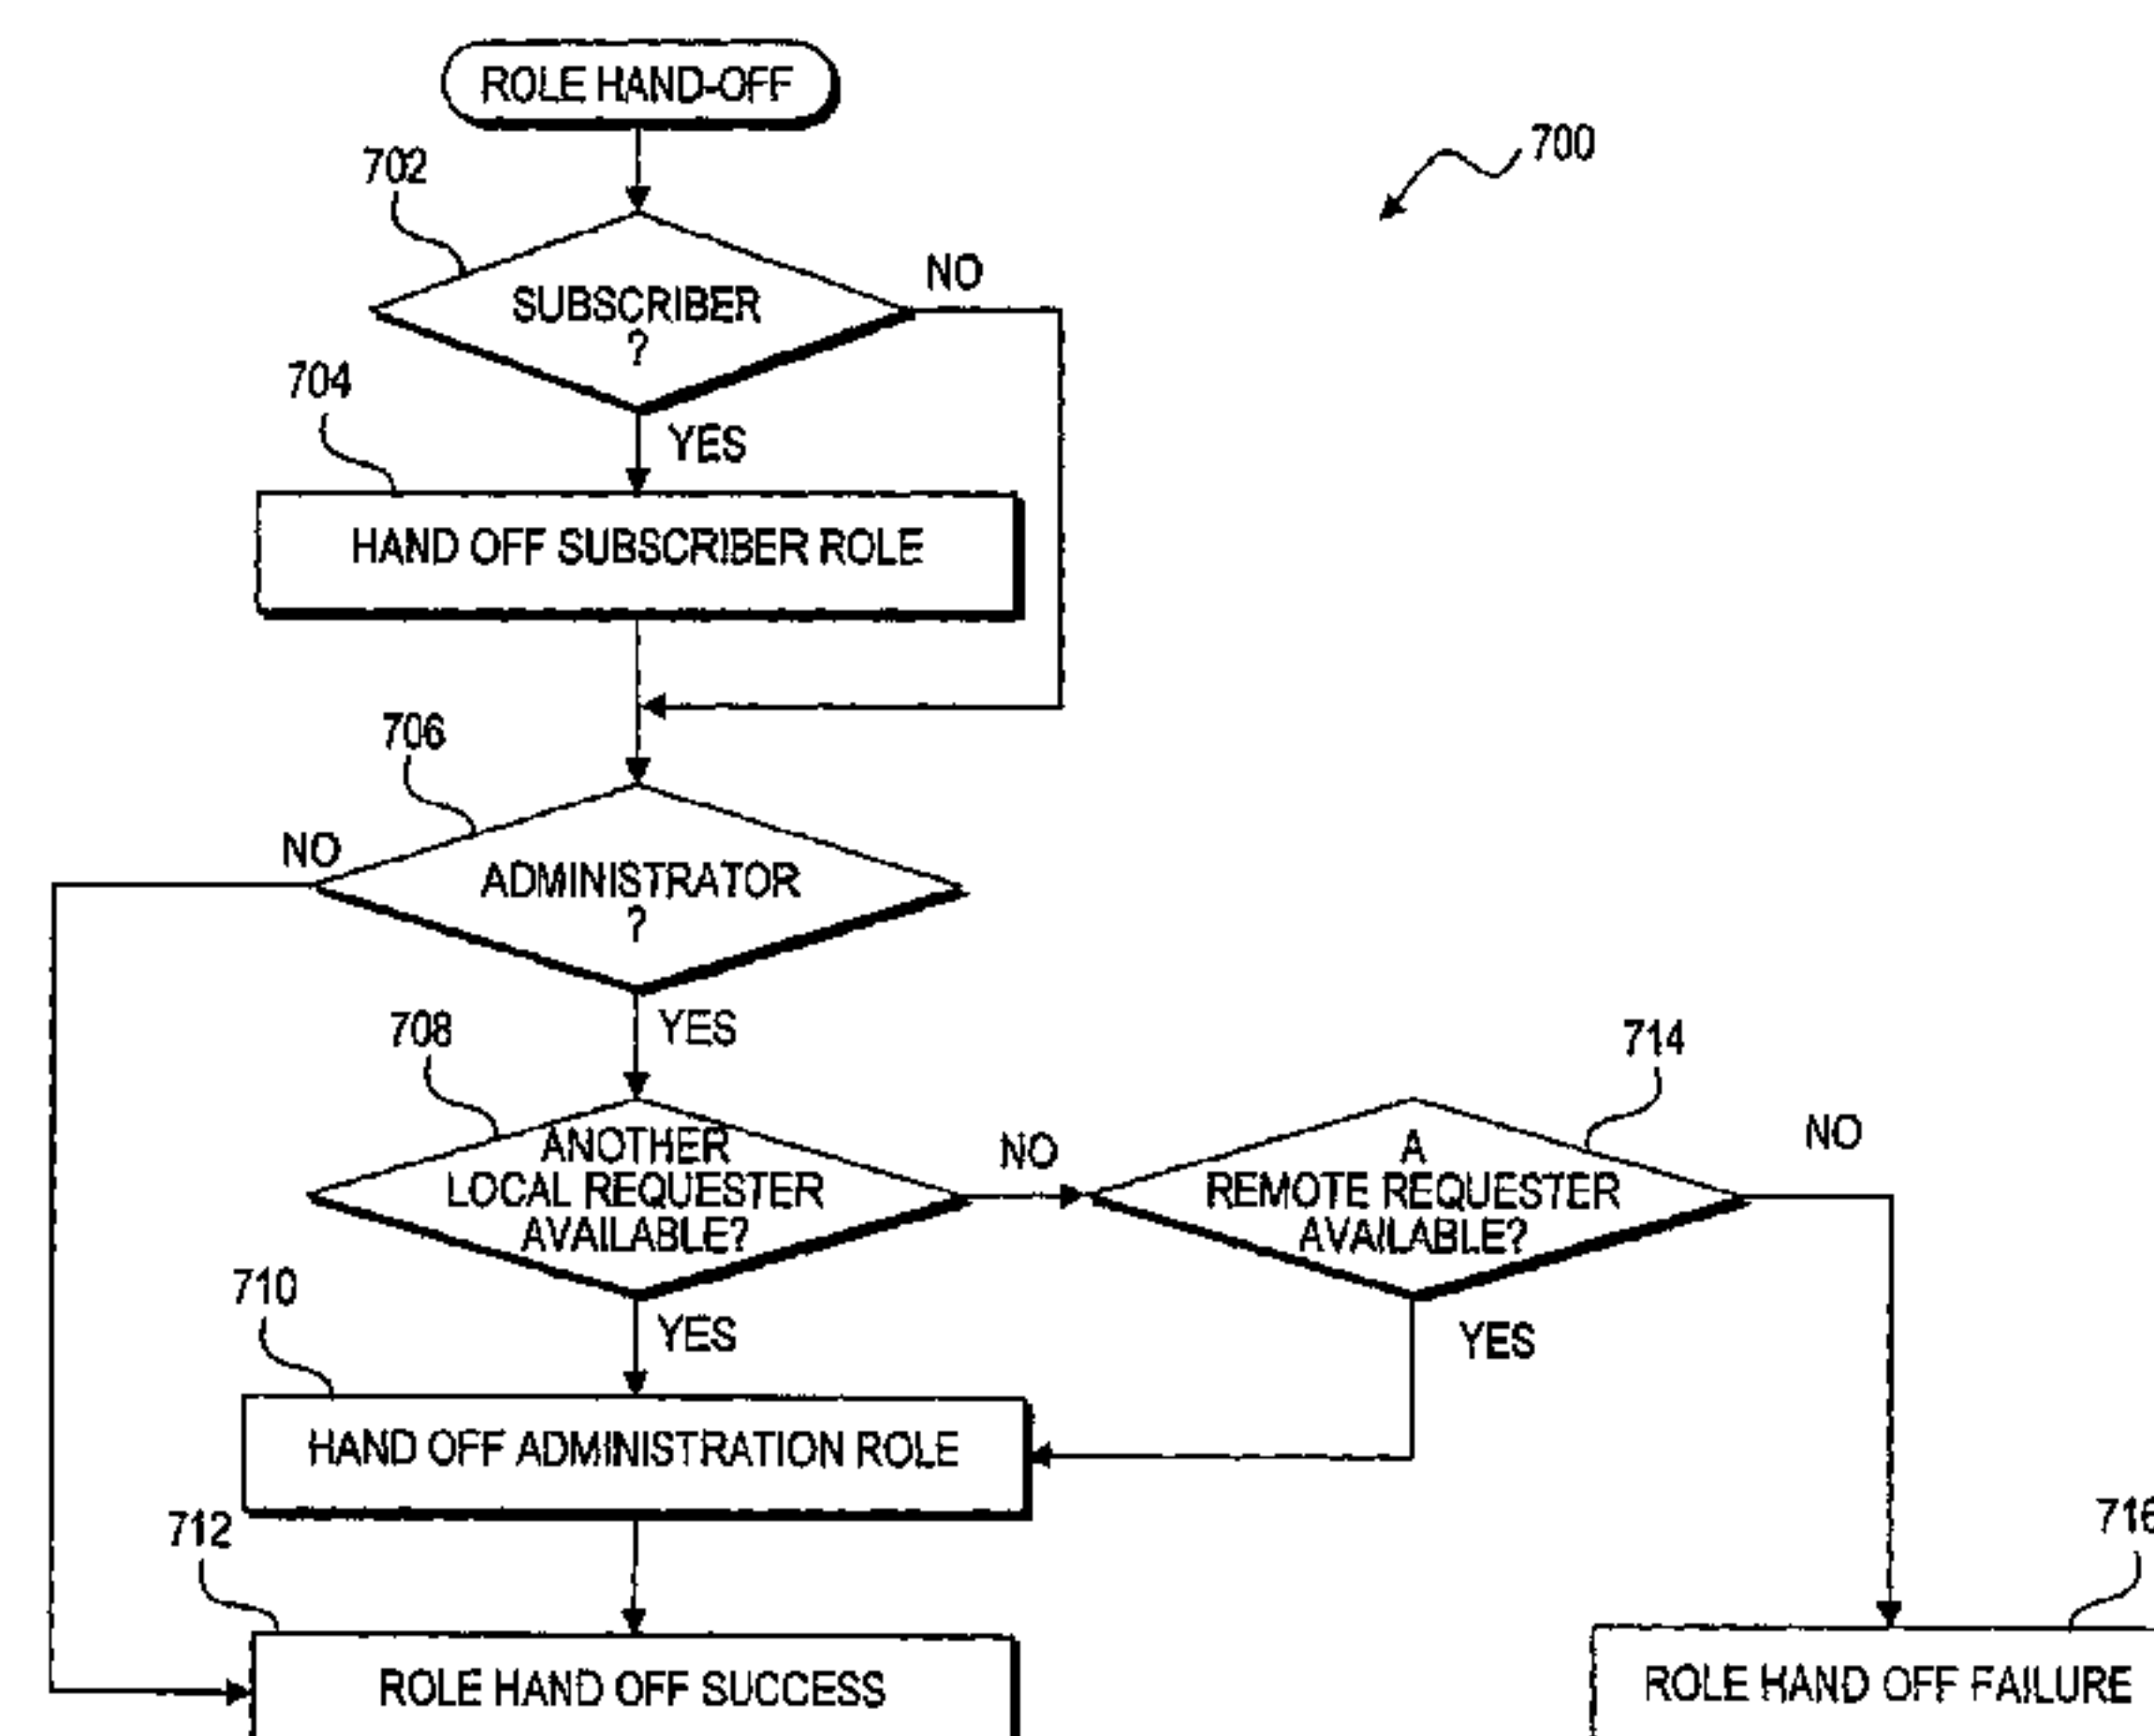 ROLE HAND-OFF
700
702
SUBSCRIBER
?
NO
YES
704
HAND OFF SUBSCRIBER ROLE
706
NO
ADMINISTRATOR
?
YES
708
ANOTHER
LOCAL REQUESTER
AVAILABLE?
NO
714
A
REMOTE REQUESTER
AVAILABLE?
NO
YES
YES
710
HAND OFF ADMINISTRATION ROLE
712
ROLE HAND OFF SUCCESS
716
ROLE HAND OFF FAILURE